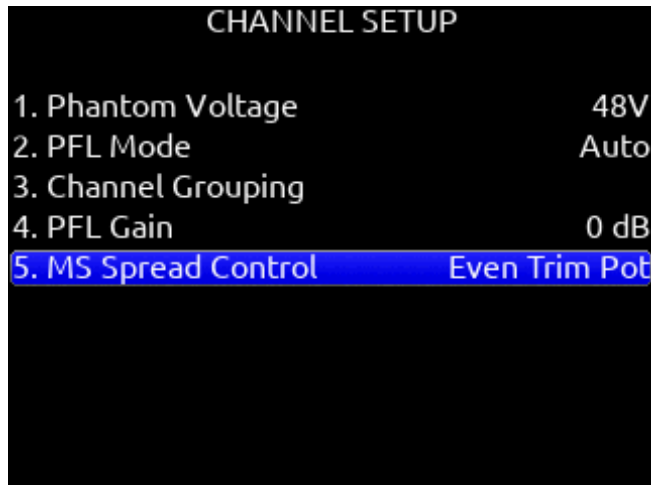 CHANNEL SETUP
1. Phantom Voltage 48V
2. PFL Mode Auto
3. Channel Grouping
4. PFL Gain 0 dB
5. MS Spread Control Even Trim Pot